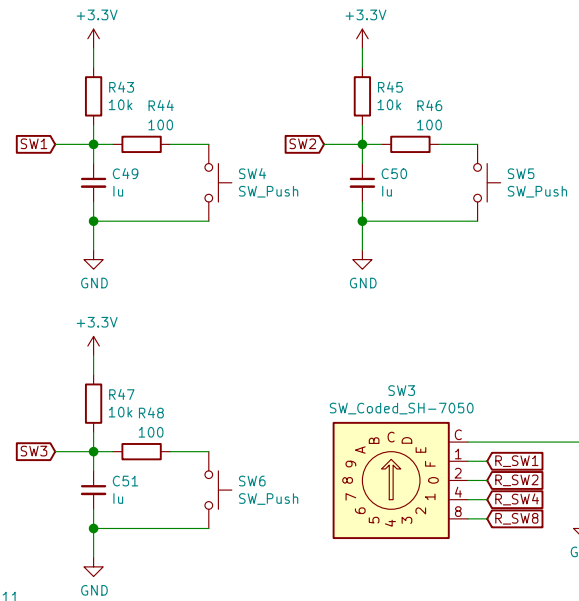 +3.3V
R43
10k
R44
100
SW1
C49
1u
SW4
SW_Push
GND
+3.3V
R45
10k
R46
100
SW2
C50
1u
SW5
SW_Push
GND
+3.3V
R47
10k
R48
100
SW3
C51
1u
SW6
SW_Push
GND
SW3
SW_Coded_SH-7050
0 1 2 3 4 5 6 7 8 9 A B C D E F
C
1
2
4
8
R_SW1
R_SW2
R_SW4
R_SW8
G
11